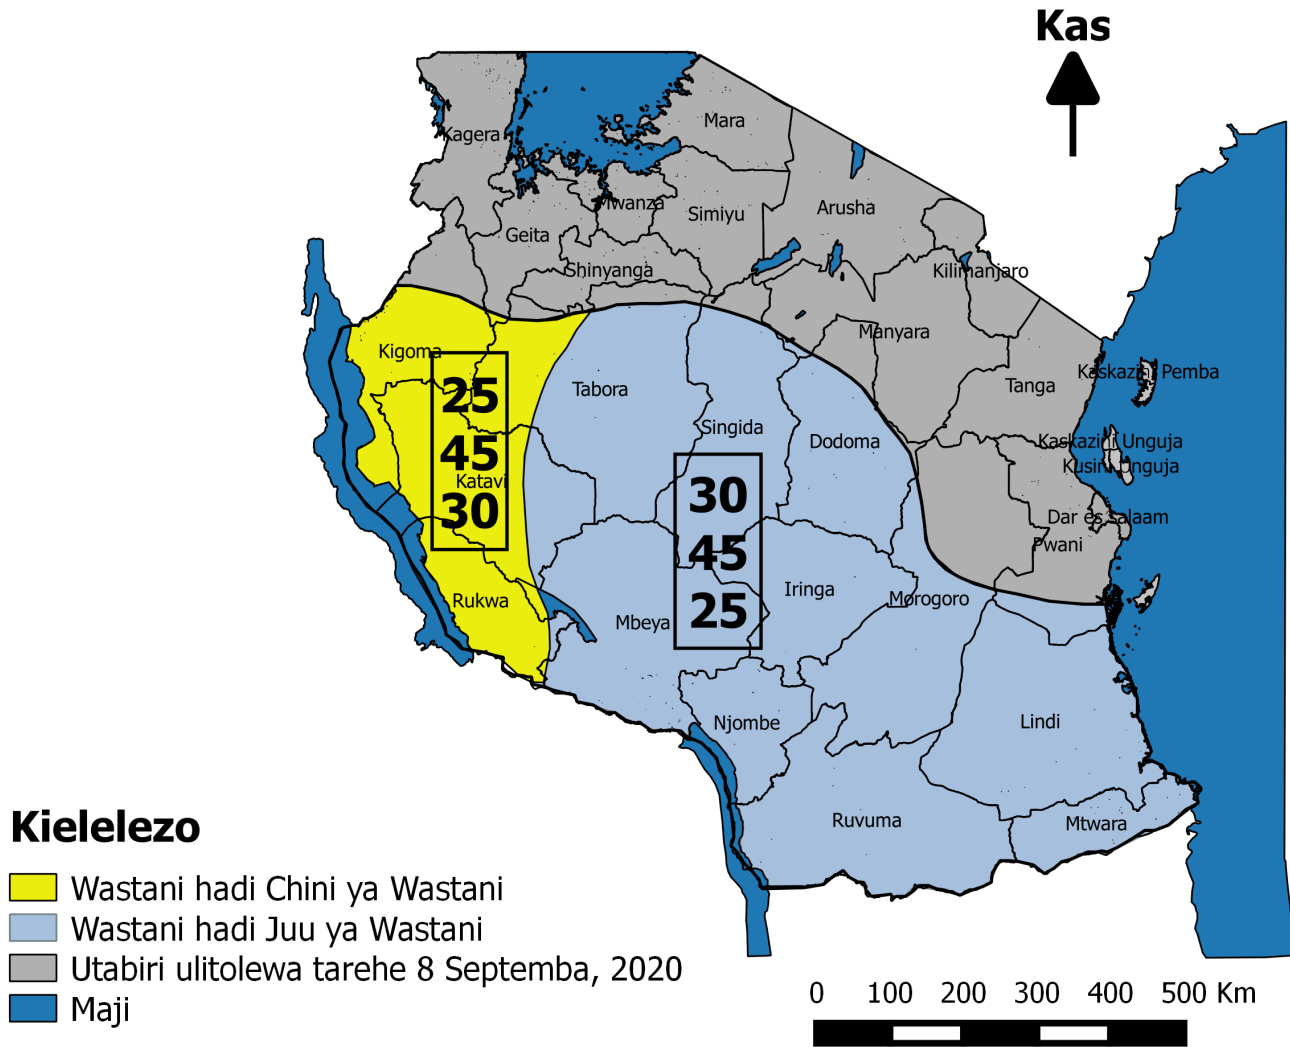 Kas
Mara
Kagera
Mwanza
Simiyu
Arusha
Geita
Shinyanga
Kilimanjaro
Manyara
Kigoma
Kaskazini Pemba
Tanga
Tabora
25
Singida
Dodoma
Kaskazini Unguja
45
Kusini Unguja
Katavi
30
30
Dar es salaam
Pwani
45
Iringa
Rukwa
Morogoro
25
Mbeya
Njombe
Lindi
Ruvuma
Mtwara
Kielelezo
Wastani hadi Chini ya Wastani
Wastani hadi Juu ya Wastani
Utabiri ulitolewa tarehe 8 Septemba, 2020
Maji
0 100 200 300 400 500 Km